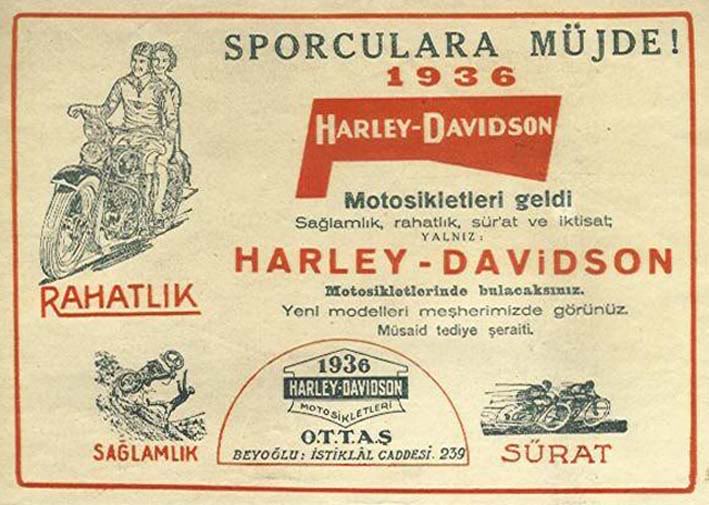 SPORCULARA MÜJDE!
1936
HARLEY-DAVIDSON
Motosikletleri geldi
Sağlamlık, rahatlık, sür'at ve iktisat;
YALNIZ:
HARLEY-DAViDSON
Motosikletlerinde bulacaksınız.
Yeni modelleri meşherimizde görünüz.
Müsaid tediye şeraiti.
RAHATLIK
SAĞLAMLIK
1936
HARLEY-DAVIDSON
MOTOSİKLETLERİ
O.T.T.A.Ş
BEYOĞLU: İSTİKLÂL CADDESİ. 239
SÜRAT